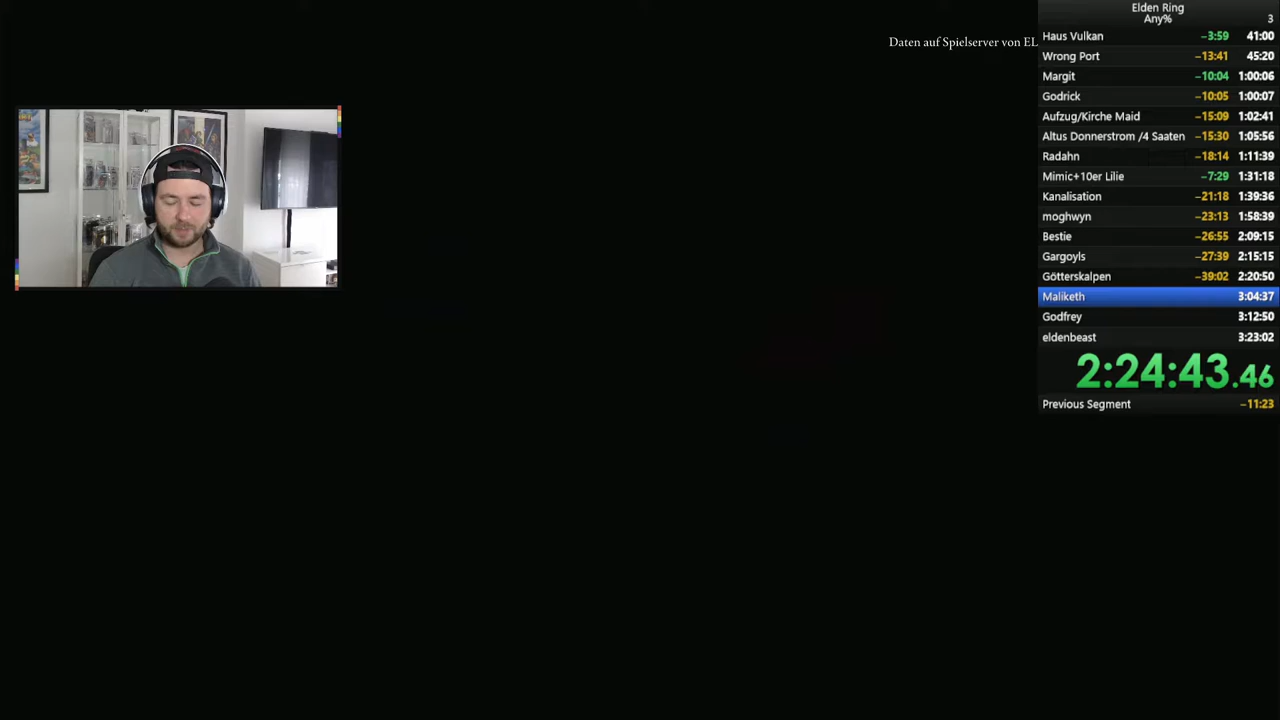 Elden Ring
Any%
3
Daten auf Spielserver von EL
Haus Vulkan −3:59 41:00
Wrong Port −13:41 45:20
Margit −10:04 1:00:06
Godrick −10:05 1:00:07
Aufzug/Kirche Maid −15:09 1:02:41
Altus Donnerstrom /4 Saaten −15:30 1:05:56
Radahn −18:14 1:11:39
Mimic+10er Lilie −7:29 1:31:18
Kanalisation −21:18 1:39:36
moghwyn −23:13 1:58:39
Bestie −26:55 2:09:15
Gargoyls −27:39 2:15:15
Götterskalpen −39:02 2:20:50
Maliketh 3:04:37
Godfrey 3:12:50
eldenbeast 3:23:02
2:24:43.46
Previous Segment −11:23